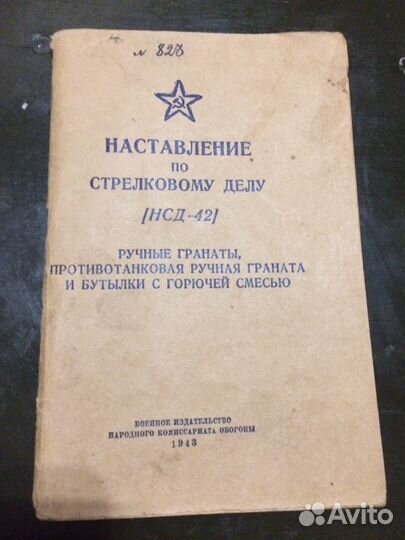 № 826
НАСТАВЛЕНИЕ
ПО
СТРЕЛКОВОМУ ДЕЛУ
[НСД-42]
РУЧНЫЕ ГРАНАТЫ,
ПРОТИВОТАНКОВАЯ РУЧНАЯ ГРАНАТА
И БУТЫЛКИ С ГОРЮЧЕЙ СМЕСЬЮ
ВОЕННОЕ ИЗДАТЕЛЬСТВО
НАРОДНОГО КОМИССАРИАТА ОБОРОНЫ
1943
Avito